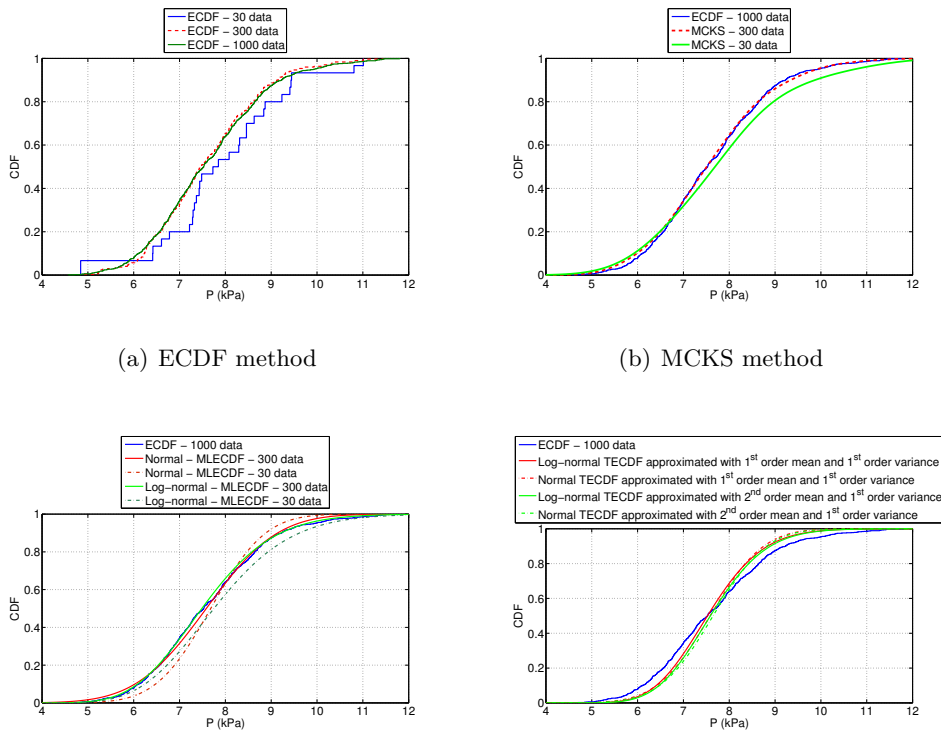 ECDF − 30 data
ECDF − 300 data
ECDF − 1000 data
1
0.8
0.6
0.4
0.2
0
CDF
4 5 6 7 8 9 10 11 12
P (kPa)
(a) ECDF method
ECDF − 1000 data
MCKS − 300 data
MCKS − 30 data
1
0.8
0.6
0.4
0.2
0
CDF
4 5 6 7 8 9 10 11 12
P (kPa)
(b) MCKS method
ECDF − 1000 data
Normal − MLECDF − 300 data
Normal − MLECDF − 30 data
Log−normal − MLECDF − 300 data
Log−normal − MLECDF − 30 data
1
0.8
0.6
0.4
0.2
0
CDF
4 5 6 7 8 9 10 11 12
P (kPa)
ECDF − 1000 data
Log−normal TECDF approximated with 1st order mean and 1st order variance
Normal TECDF approximated with 1st order mean and 1st order variance
Log−normal TECDF approximated with 2nd order mean and 1st order variance
Normal TECDF approximated with 2nd order mean and 1st order variance
1
0.8
0.6
0.4
0.2
0
CDF
4 5 6 7 8 9 10 11 12
P (kPa)